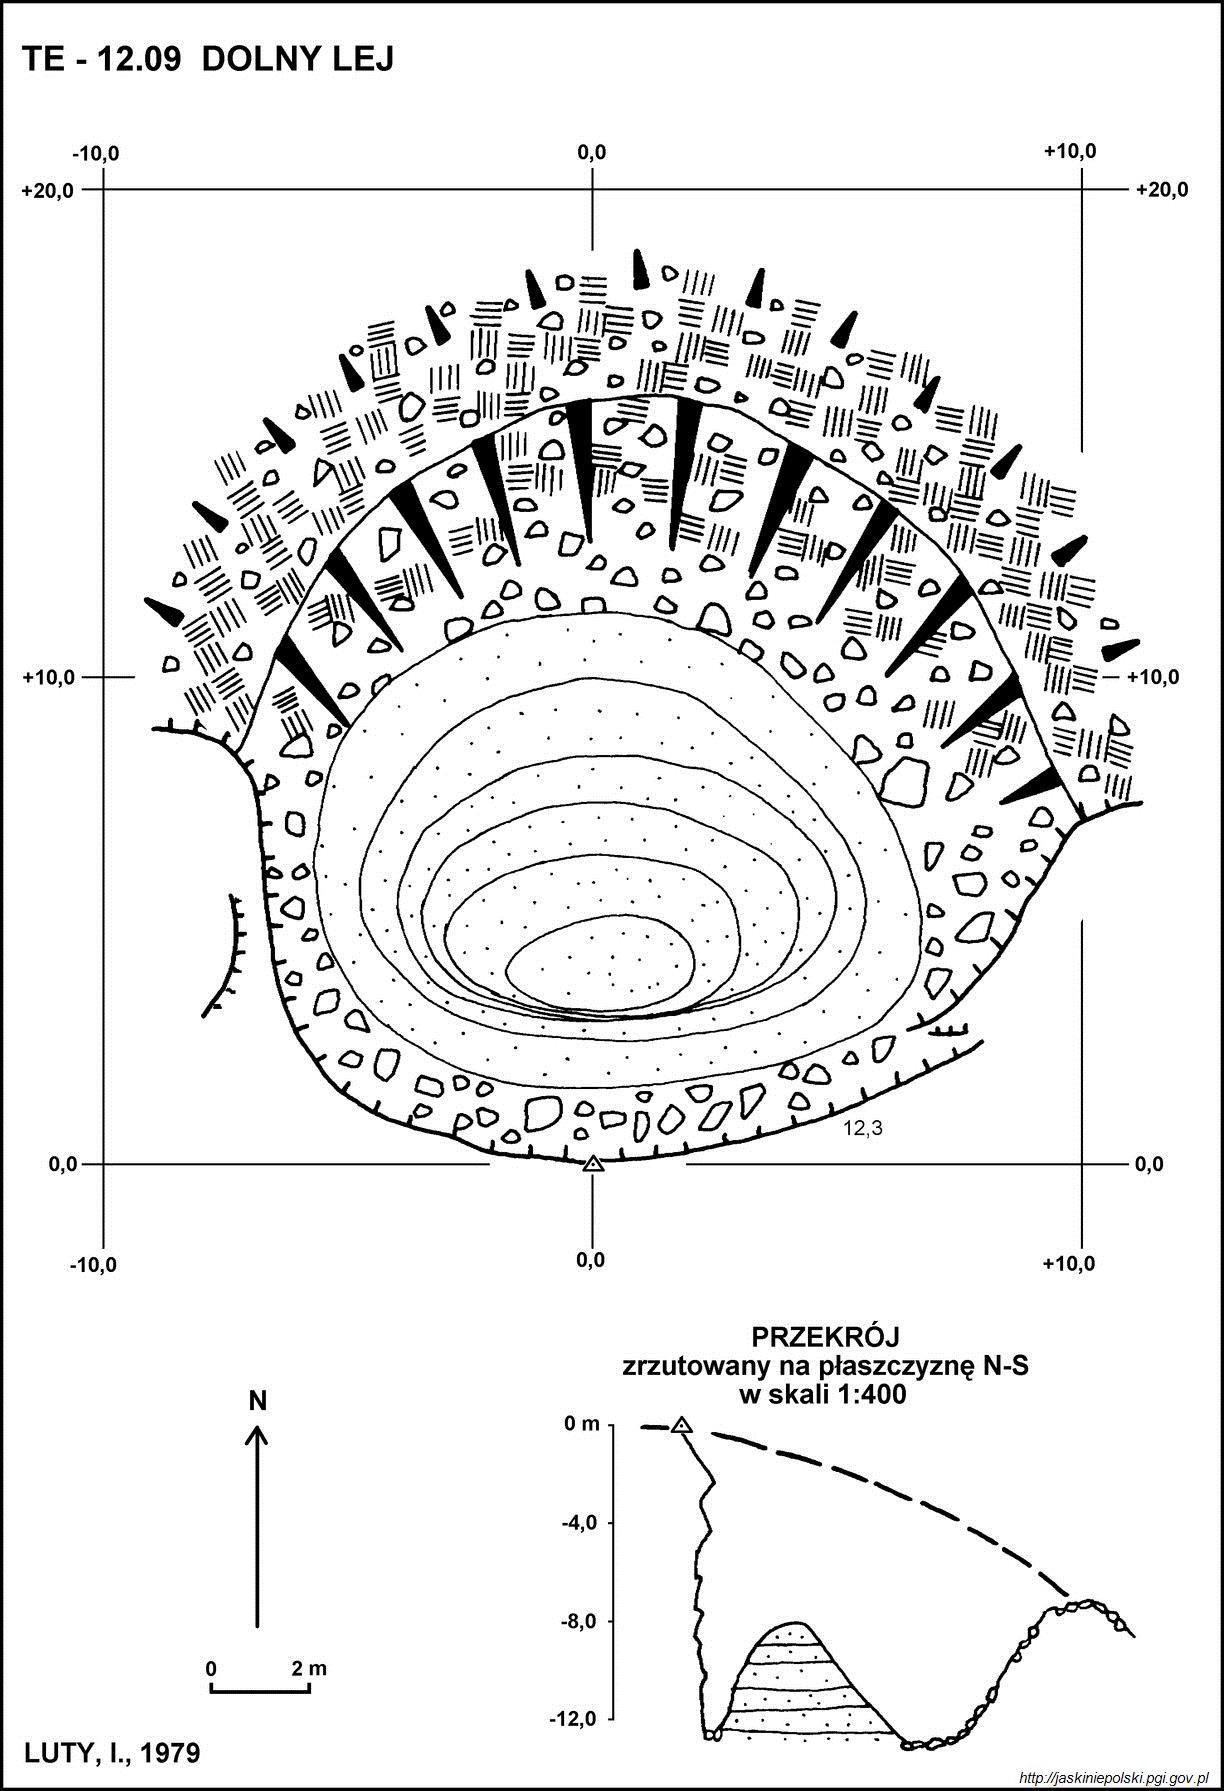 TE - 12.09 DOLNY LEJ
-10,0 0,0 +10,0
+20,0 +20,0
+10,0 +10,0
12,3
0,0 0,0
-10,0 0,0 +10,0
PRZEKRÓJ
zrzutowany na płaszczyznę N-S
w skali 1:400
N
0 m
-4,0
-8,0
0 2 m
-12,0
LUTY, I., 1979
http://jaskiniepolski.pgi.gov.pl